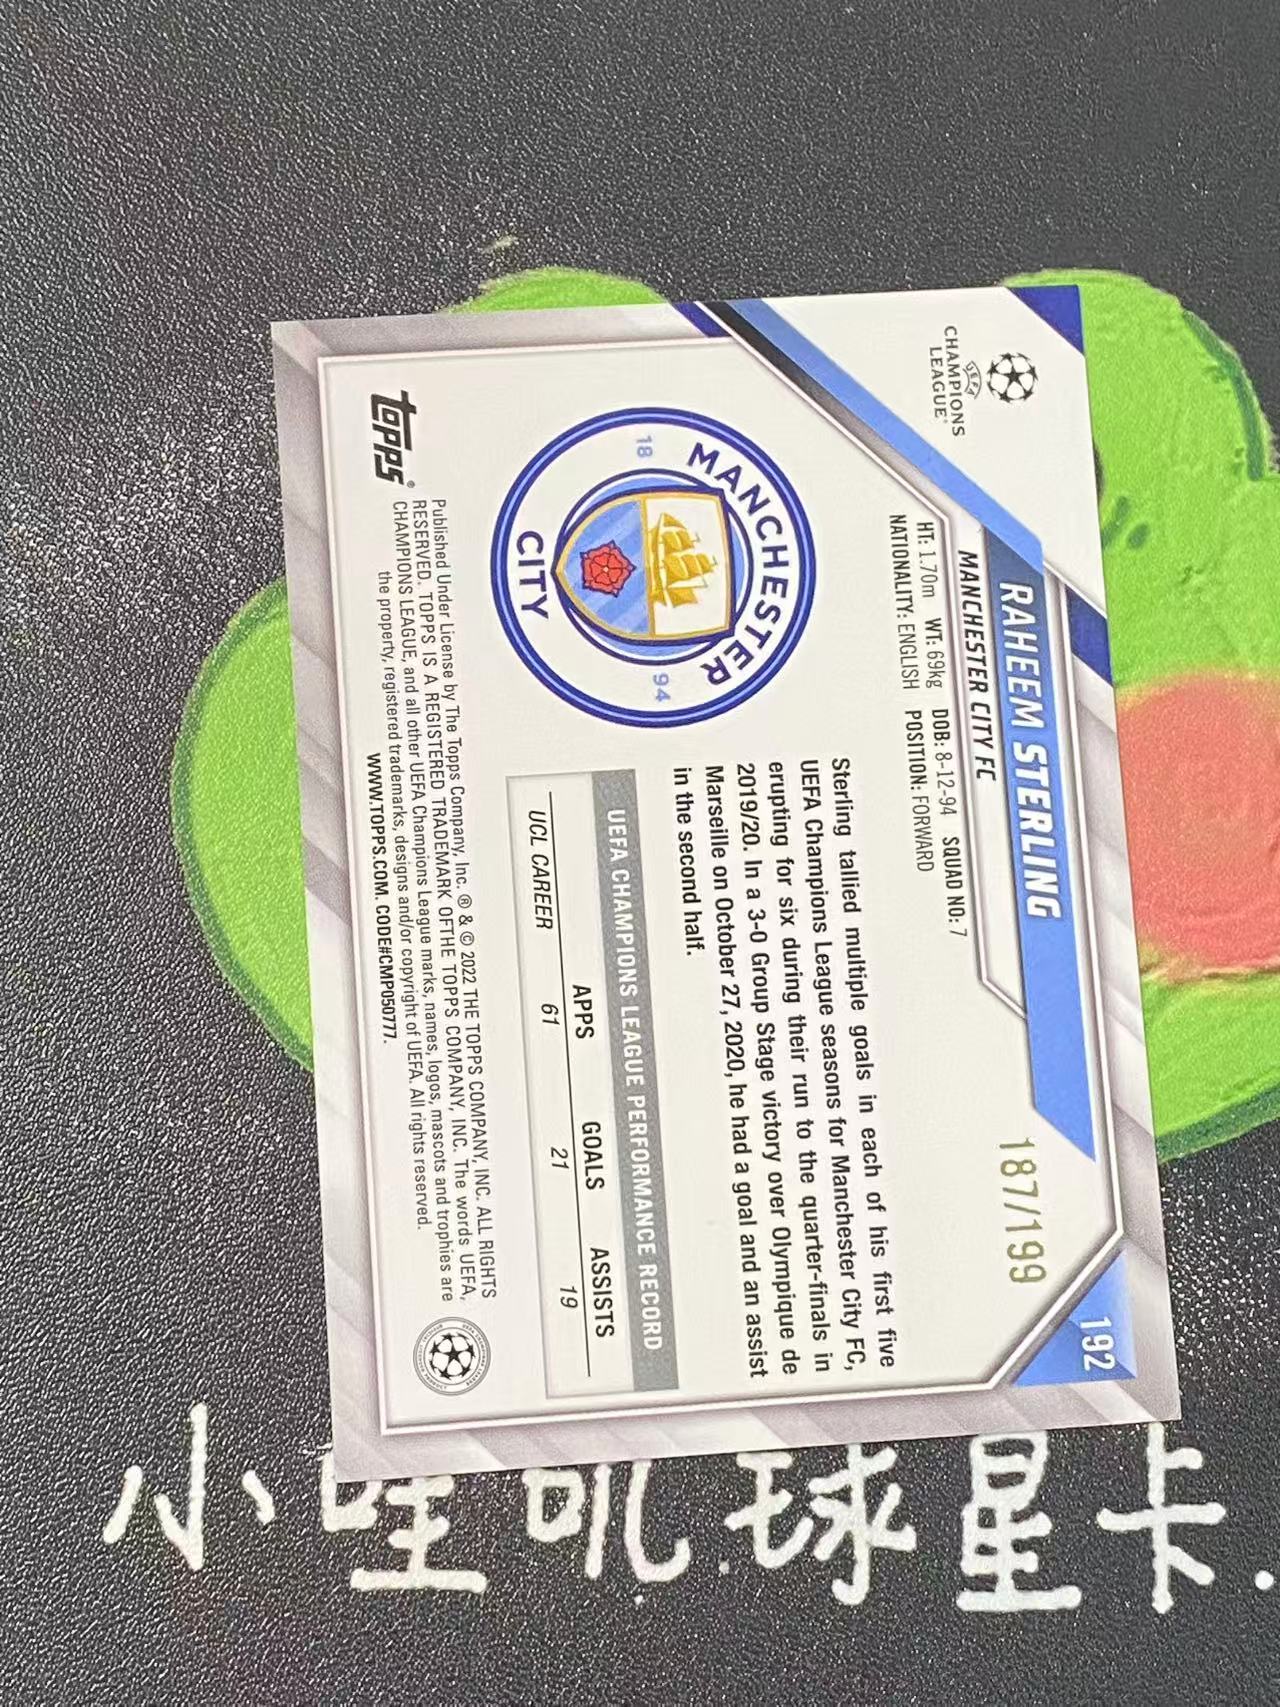 UEFA
CHAMPIONS
LEAGUE
192
RAHEEM STERLING
187/199
MANCHESTER CITY FC
HT: 1.70m WT: 69kg DOB: 8-12-94 SQUAD NO: 7
NATIONALITY: ENGLISH POSITION: FORWARD
MANCHESTER
18 94
CITY
Sterling tallied multiple goals in each of his first five
UEFA Champions League seasons for Manchester City FC,
erupting for six during their run to the quarter-finals in
2019/20. In a 3-0 Group Stage victory over Olympique de
Marseille on October 27, 2020, he had a goal and an assist
in the second half.
UEFA CHAMPIONS LEAGUE PERFORMANCE RECORD
APPS GOALS ASSISTS
UCL CAREER 61 21 19
topps®
Published Under License by The Topps Company, Inc. ® & © 2022 THE TOPPS COMPANY, INC. ALL RIGHTS
RESERVED. TOPPS IS A REGISTERED TRADEMARK OFTHE TOPPS COMPANY, INC. The words UEFA,
CHAMPIONS LEAGUE, and all other UEFA Champions League marks, names, logos, mascots and trophies are
the property, registered trademarks, designs and/or copyright of UEFA. All rights reserved.
WWW.TOPPS.COM. CODE#CMP050777.
小哇叽球星卡.